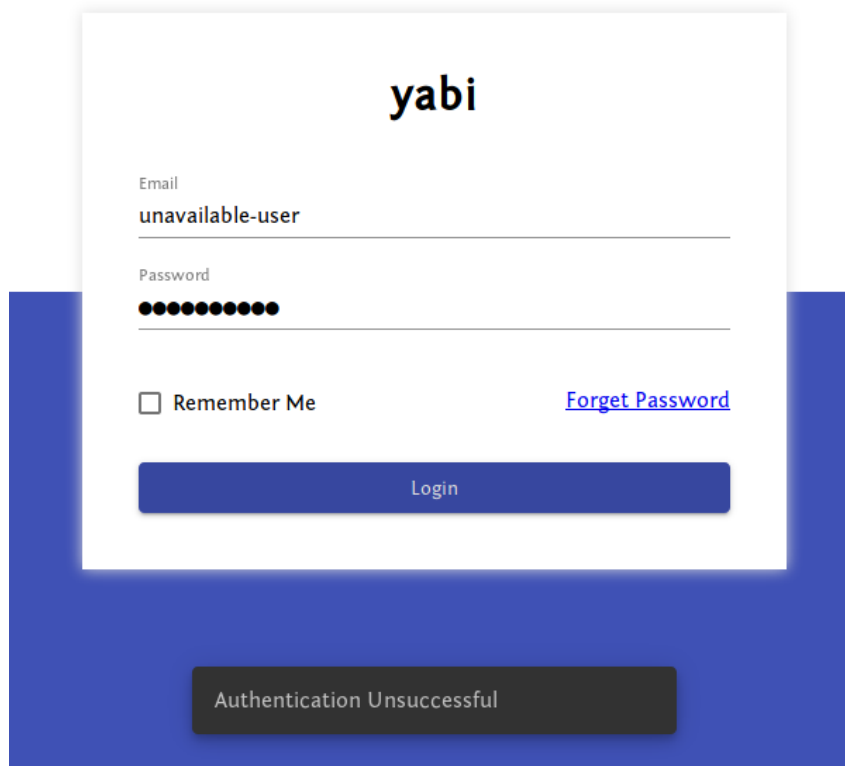 yabi
Email
unavailable-user
Password
●●●●●●●●●●
Remember Me
Forget Password
Login
Authentication Unsuccessful